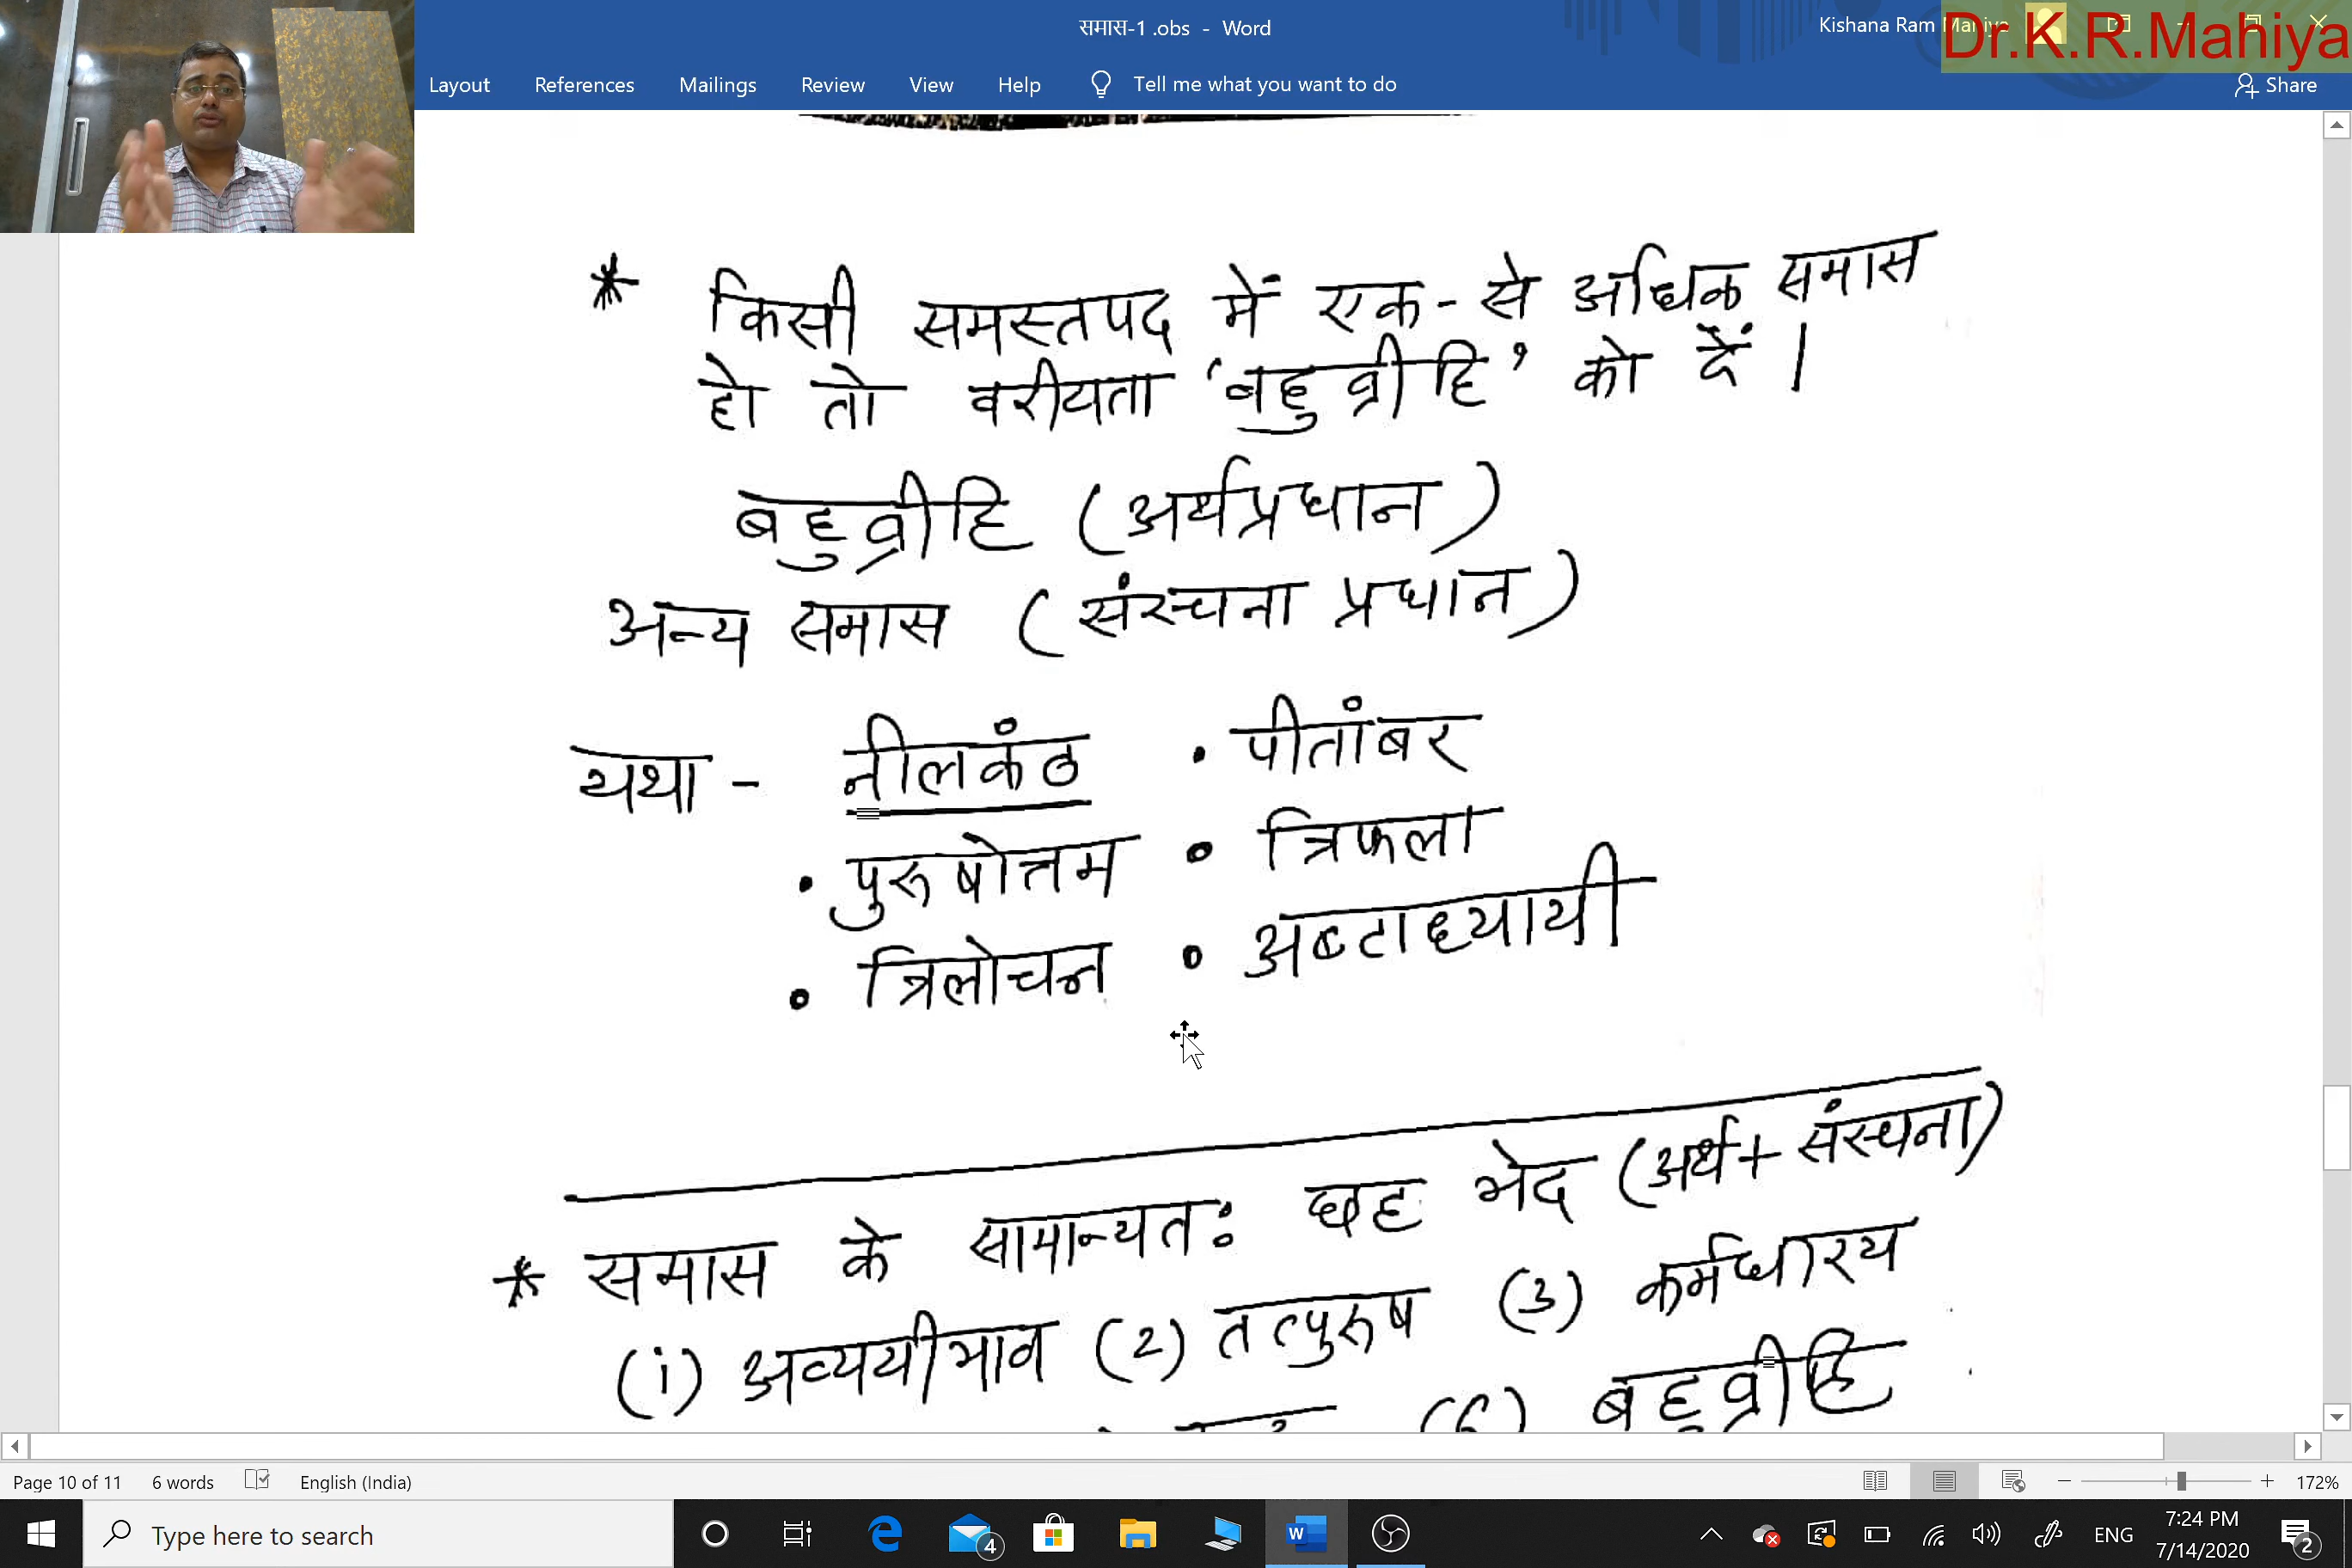 समास-1 .obs - Word
Kishana Ram Mahiya
Dr.K.R.Mahiya
Layout References Mailings Review View Help Tell me what you want to do
Share
* किसी समस्तपद में एक-से अधिक समास
हो तो वरीयता 'बहुव्रीहि' को दें।
बहुव्रीहि (अर्थप्रधान)
अन्य समास (संरचना प्रधान)
यथा - नीलकंठ • पीतांबर
• पुरूषोत्तम • त्रिफला
• त्रिलोचन • अष्टाध्यायी
* समास के सामान्यतः छह भेद (अर्थ + संरचना)
(i) अव्ययीभाव (2) तत्पुरूष (3) कर्मधारय
(6) बहुव्रीहि
Page 10 of 11 6 words English (India) 172%
Type here to search
4
ENG
7:24 PM
7/14/2020
2